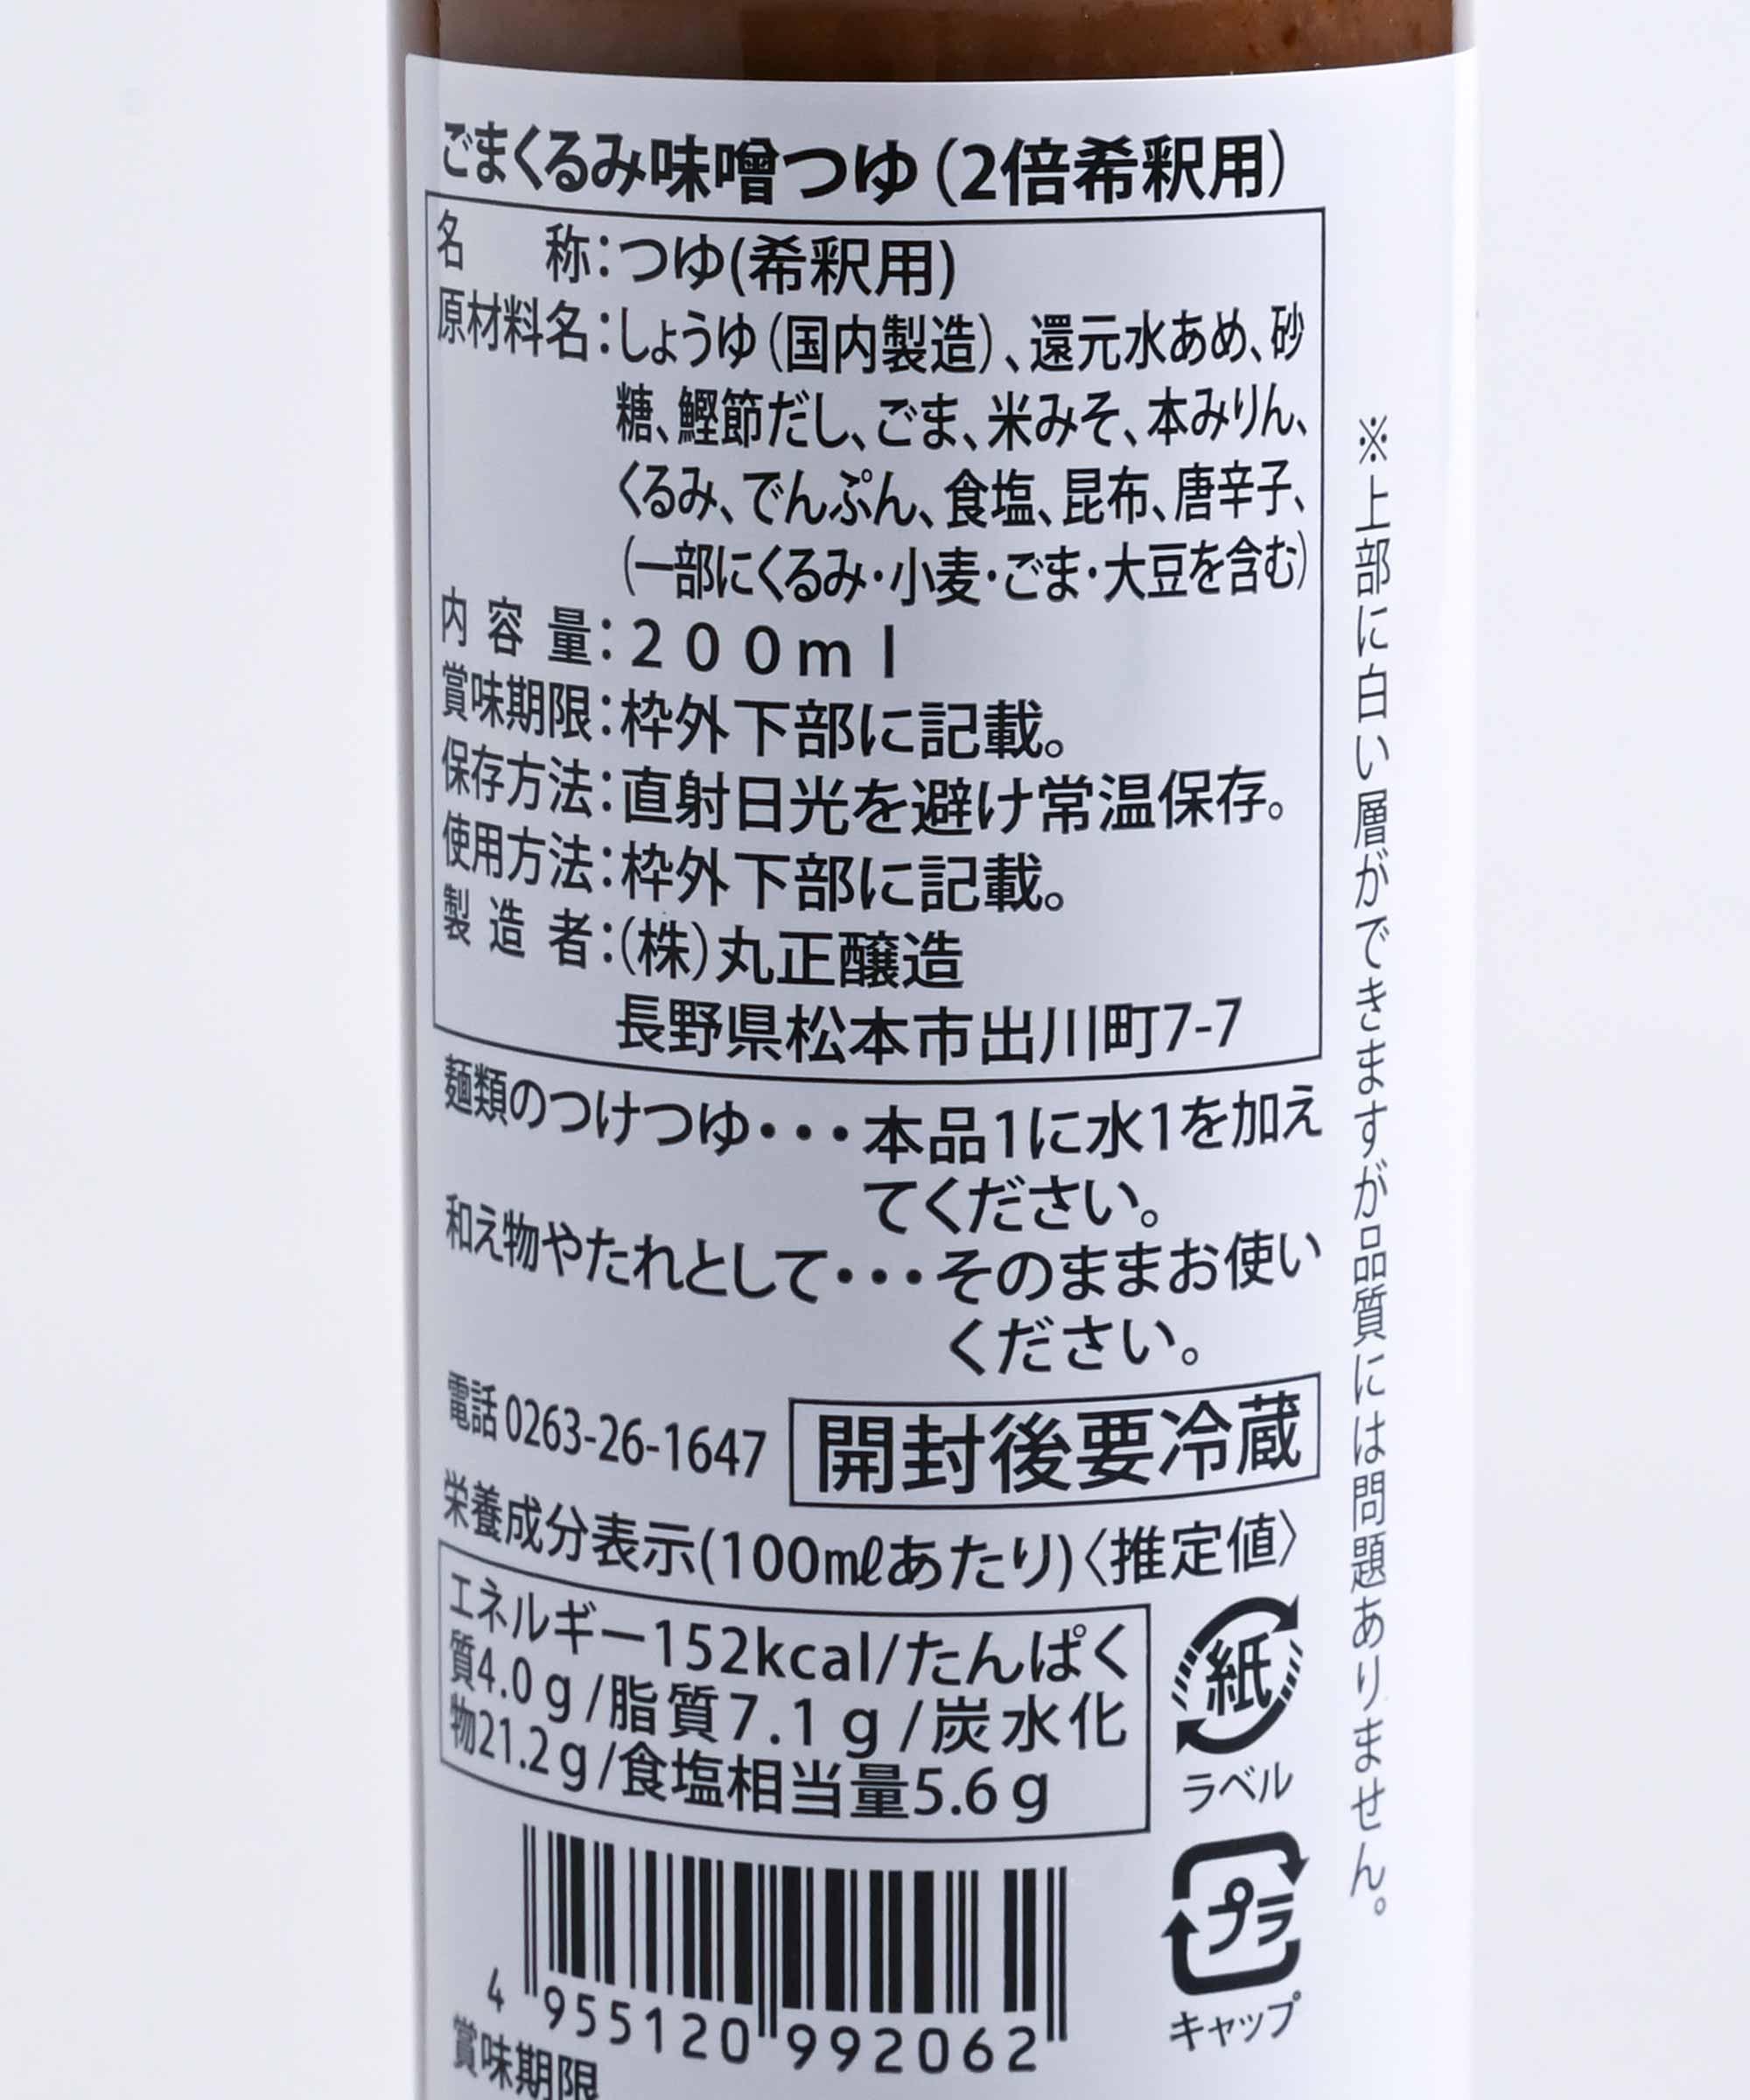 ごまくるみ味噌つゆ（2倍希釈用）
名　　称：つゆ(希釈用)
原材料名：しょうゆ（国内製造）、還元水あめ、砂
糖、鰹節だし、ごま、米みそ、本みりん、
くるみ、でんぷん、食塩、昆布、唐辛子、
（一部にくるみ・小麦・ごま・大豆を含む）
内 容 量：２００ｍｌ
賞味期限：枠外下部に記載。
保存方法：直射日光を避け常温保存。
使用方法：枠外下部に記載。
製 造 者：（株）丸正醸造
長野県松本市出川町7-7
麺類のつけつゆ・・・本品1に水1を加え
てください。
和え物やたれとして・・・そのままお使い
ください。
電話 0263-26-1647
開封後要冷蔵
栄養成分表示(100mℓあたり)〈推定値〉
エネルギー152kcal/たんぱく
質4.0ｇ/脂質7.1ｇ/炭水化
物21.2ｇ/食塩相当量5.6ｇ
紙
ラベル
プラ
キャップ
4 955120 992062
賞味期限
※上部に白い層ができますが品質には問題ありません。